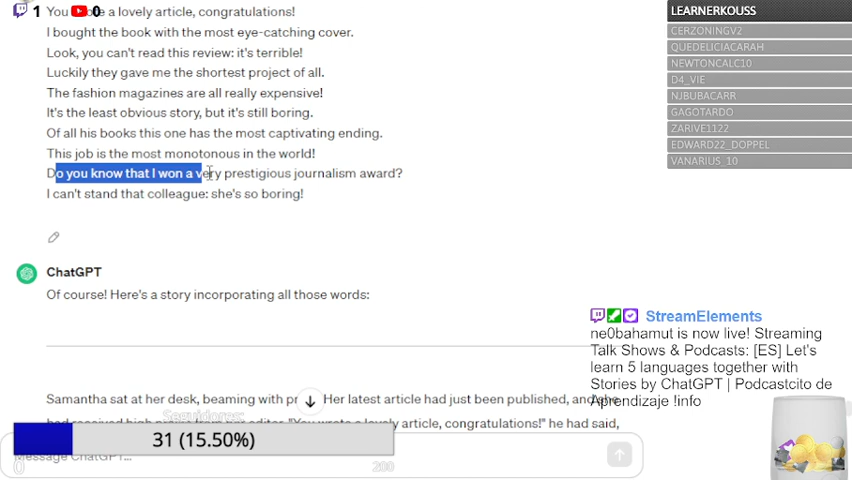 1
0
You wrote a lovely article, congratulations!
I bought the book with the most eye-catching cover.
Look, you can't read this review: it's terrible!
Luckily they gave me the shortest project of all.
The fashion magazines are all really expensive!
It's the least obvious story, but it's still boring.
Of all his books this one has the most captivating ending.
This job is the most monotonous in the world!
Do you know that I won a very prestigious journalism award?
I can't stand that colleague: she's so boring!
ChatGPT
Of course! Here's a story incorporating all those words:
Samantha sat at her desk, beaming with Her latest article had just been published, and she
had received high praise from her editor. "You wrote a lovely article, congratulations!" he had said,
Seguidores:
31 (15.50%)
0
200
Message ChatGPT...
LEARNERKOUSS
CERZONINGV2
QUEDELICIACARAH
NEWTONCALC10
D4_VIE
NJBUBACARR
GAGOTARDO
ZARIVE1122
EDWARD22_DOPPEL
VANARIUS_10
StreamElements
ne0bahamut is now live! Streaming
Talk Shows & Podcasts: [ES] Let's
learn 5 languages together with
Stories by ChatGPT | Podcastcito de
Aprendizaje !info